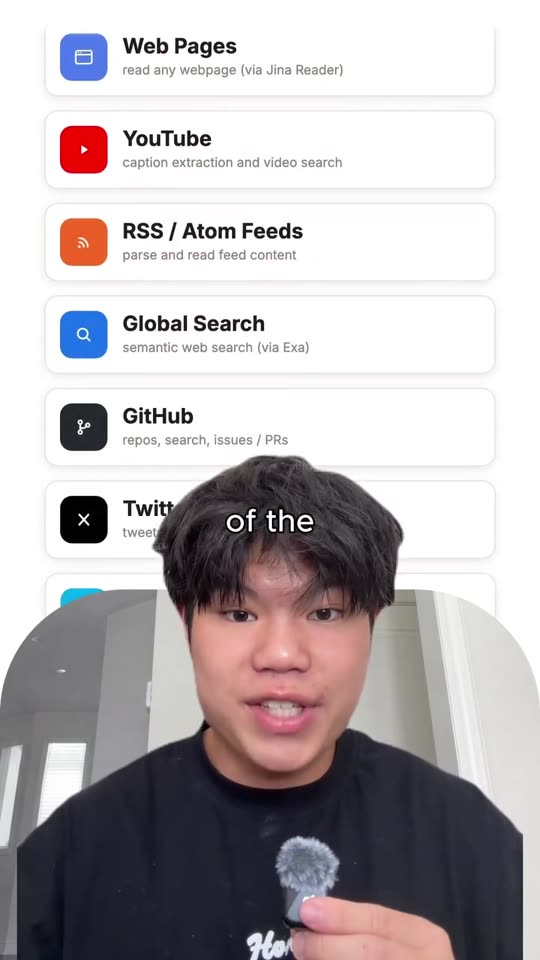 Web Pages
read any webpage (via Jina Reader)
YouTube
caption extraction and video search
RSS / Atom Feeds
parse and read feed content
Global Search
semantic web search (via Exa)
GitHub
repos, search, issues / PRs
of the